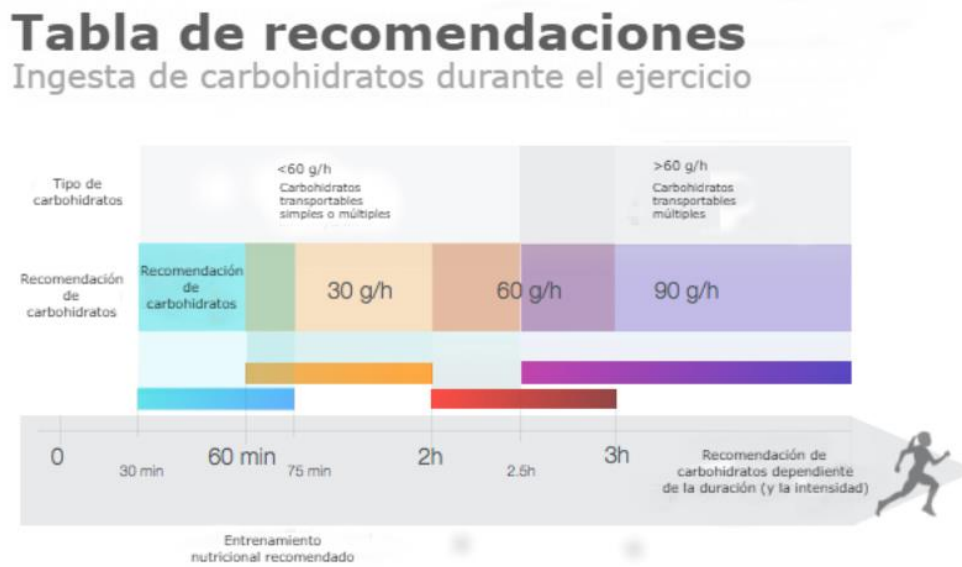 Tabla de recomendaciones
Ingesta de carbohidratos durante el ejercicio
Tipo de
carbohidratos
<60 g/h
Carbohidratos
transportables
simples o múltiples
>60 g/h
Carbohidratos
transportables
múltiples
Recomendación
de
carbohidratos
Recomendación
de
carbohidratos
30 g/h
60 g/h
90 g/h
0
30 min
60 min
75 min
2h
2.5h
3h
Recomendación de
carbohidratos dependiente
de la duración (y la intensidad)
Entrenamiento
nutricional recomendado